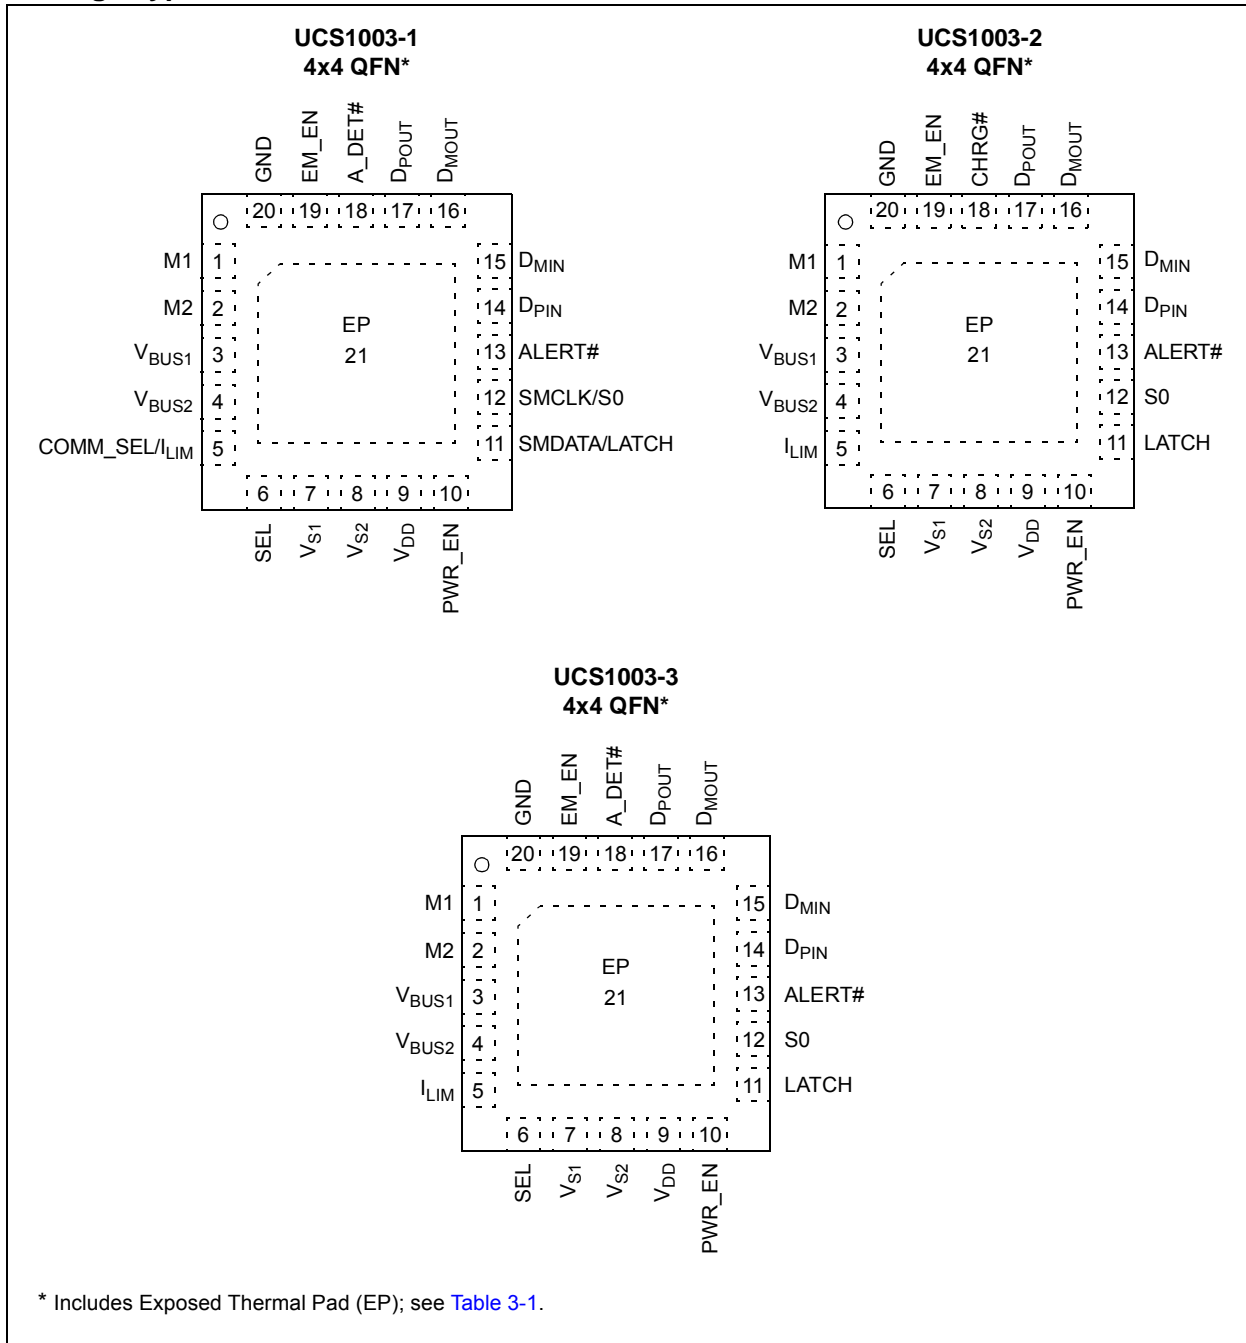 UCS1003-1
4x4 QFN*
GND
EM_EN
A_DET#
DPOUT
DMOUT
20 19 18 17 16
M1 1
M2 2
VBUS1 3
VBUS2 4
COMM_SEL/ILIM 5
EP
21
15 DMIN
14 DPIN
13 ALERT#
12 SMCLK/S0
11 SMDATA/LATCH
6 7 8 9 10
SEL
VS1
VS2
VDD
PWR_EN
UCS1003-2
4x4 QFN*
GND
EM_EN
CHRG#
DPOUT
DMOUT
20 19 18 17 16
M1 1
M2 2
VBUS1 3
VBUS2 4
ILIM 5
EP
21
15 DMIN
14 DPIN
13 ALERT#
12 S0
11 LATCH
6 7 8 9 10
SEL
VS1
VS2
VDD
PWR_EN
UCS1003-3
4x4 QFN*
GND
EM_EN
A_DET#
DPOUT
DMOUT
20 19 18 17 16
M1 1
M2 2
VBUS1 3
VBUS2 4
ILIM 5
EP
21
15 DMIN
14 DPIN
13 ALERT#
12 S0
11 LATCH
6 7 8 9 10
SEL
VS1
VS2
VDD
PWR_EN
* Includes Exposed Thermal Pad (EP); see Table 3-1.